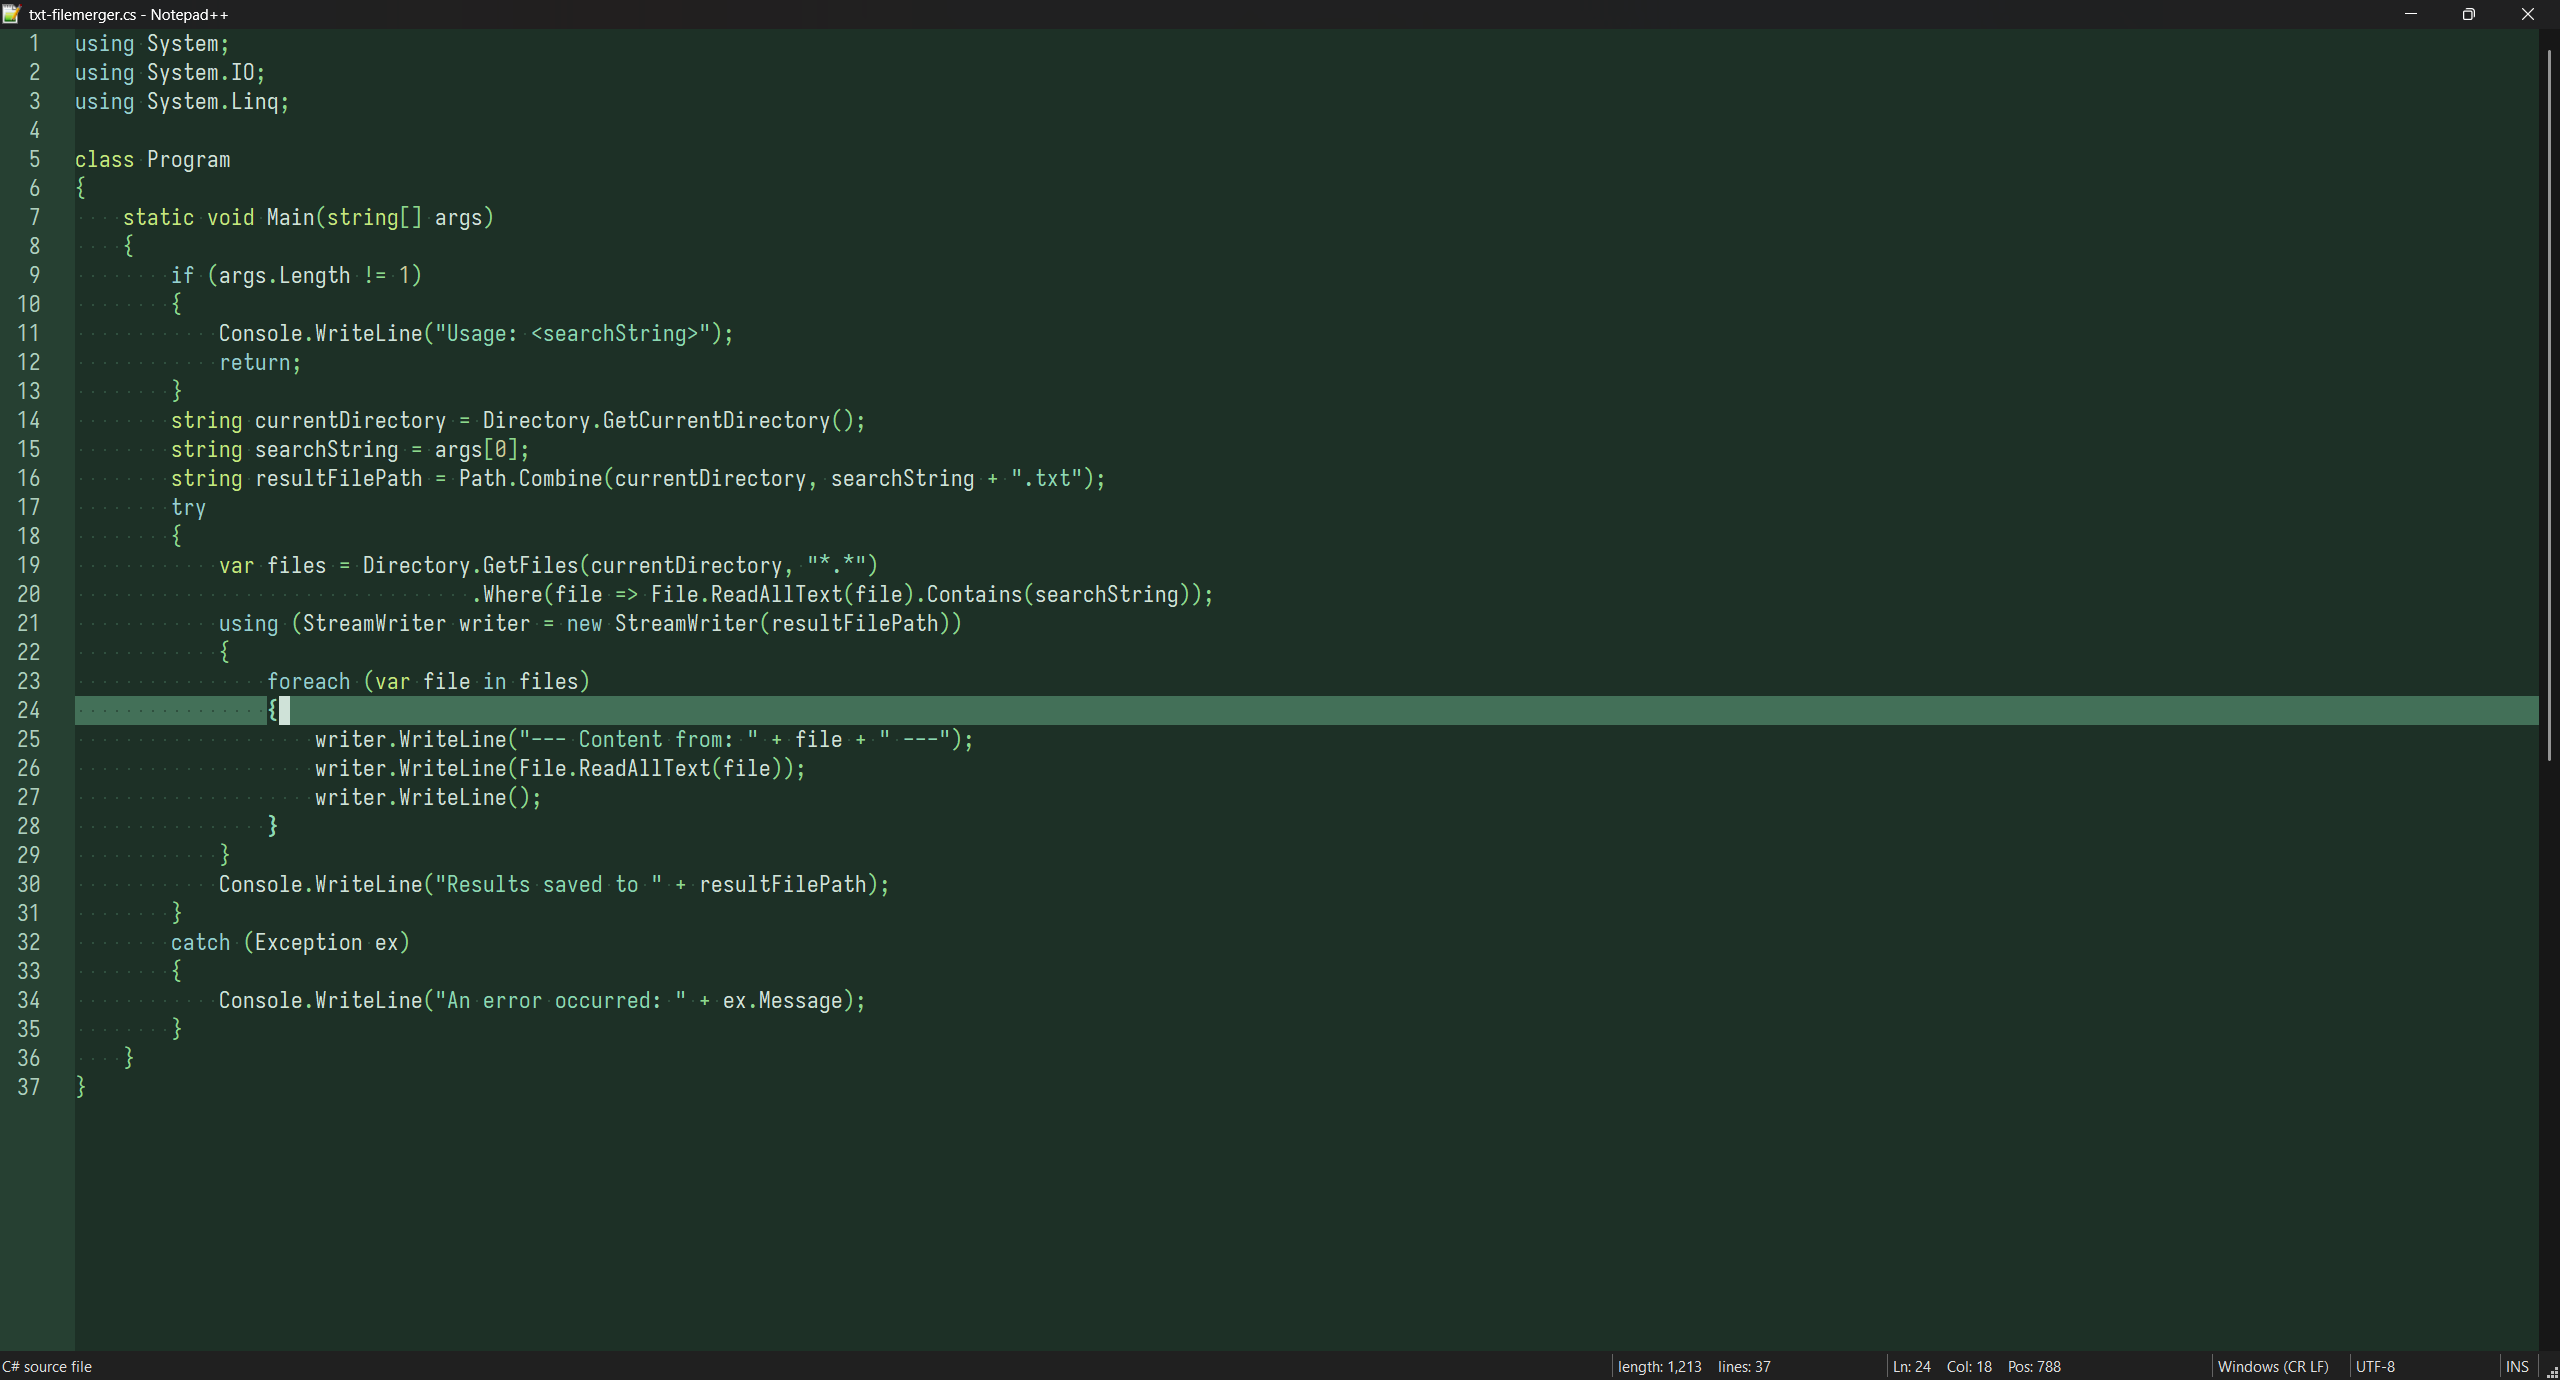 txt-filemerger.cs - Notepad++
1 using System;
2 using System.IO;
3 using System.Linq;
4
5 class Program
6 {
7     static void Main(string[] args)
8     {
9         if (args.Length != 1)
10         {
11             Console.WriteLine("Usage: <searchString>");
12             return;
13         }
14         string currentDirectory = Directory.GetCurrentDirectory();
15         string searchString = args[0];
16         string resultFilePath = Path.Combine(currentDirectory, searchString + ".txt");
17         try
18         {
19             var files = Directory.GetFiles(currentDirectory, "*.*")
20                                  .Where(file => File.ReadAllText(file).Contains(searchString));
21             using (StreamWriter writer = new StreamWriter(resultFilePath))
22             {
23                 foreach (var file in files)
24                 {
25                     writer.WriteLine("--- Content from: " + file + " ---");
26                     writer.WriteLine(File.ReadAllText(file));
27                     writer.WriteLine();
28                 }
29             }
30             Console.WriteLine("Results saved to " + resultFilePath);
31         }
32         catch (Exception ex)
33         {
34             Console.WriteLine("An error occurred: " + ex.Message);
35         }
36     }
37 }
C# source file length: 1,213 lines: 37 Ln: 24 Col: 18 Pos: 788 Windows (CR LF) UTF-8 INS